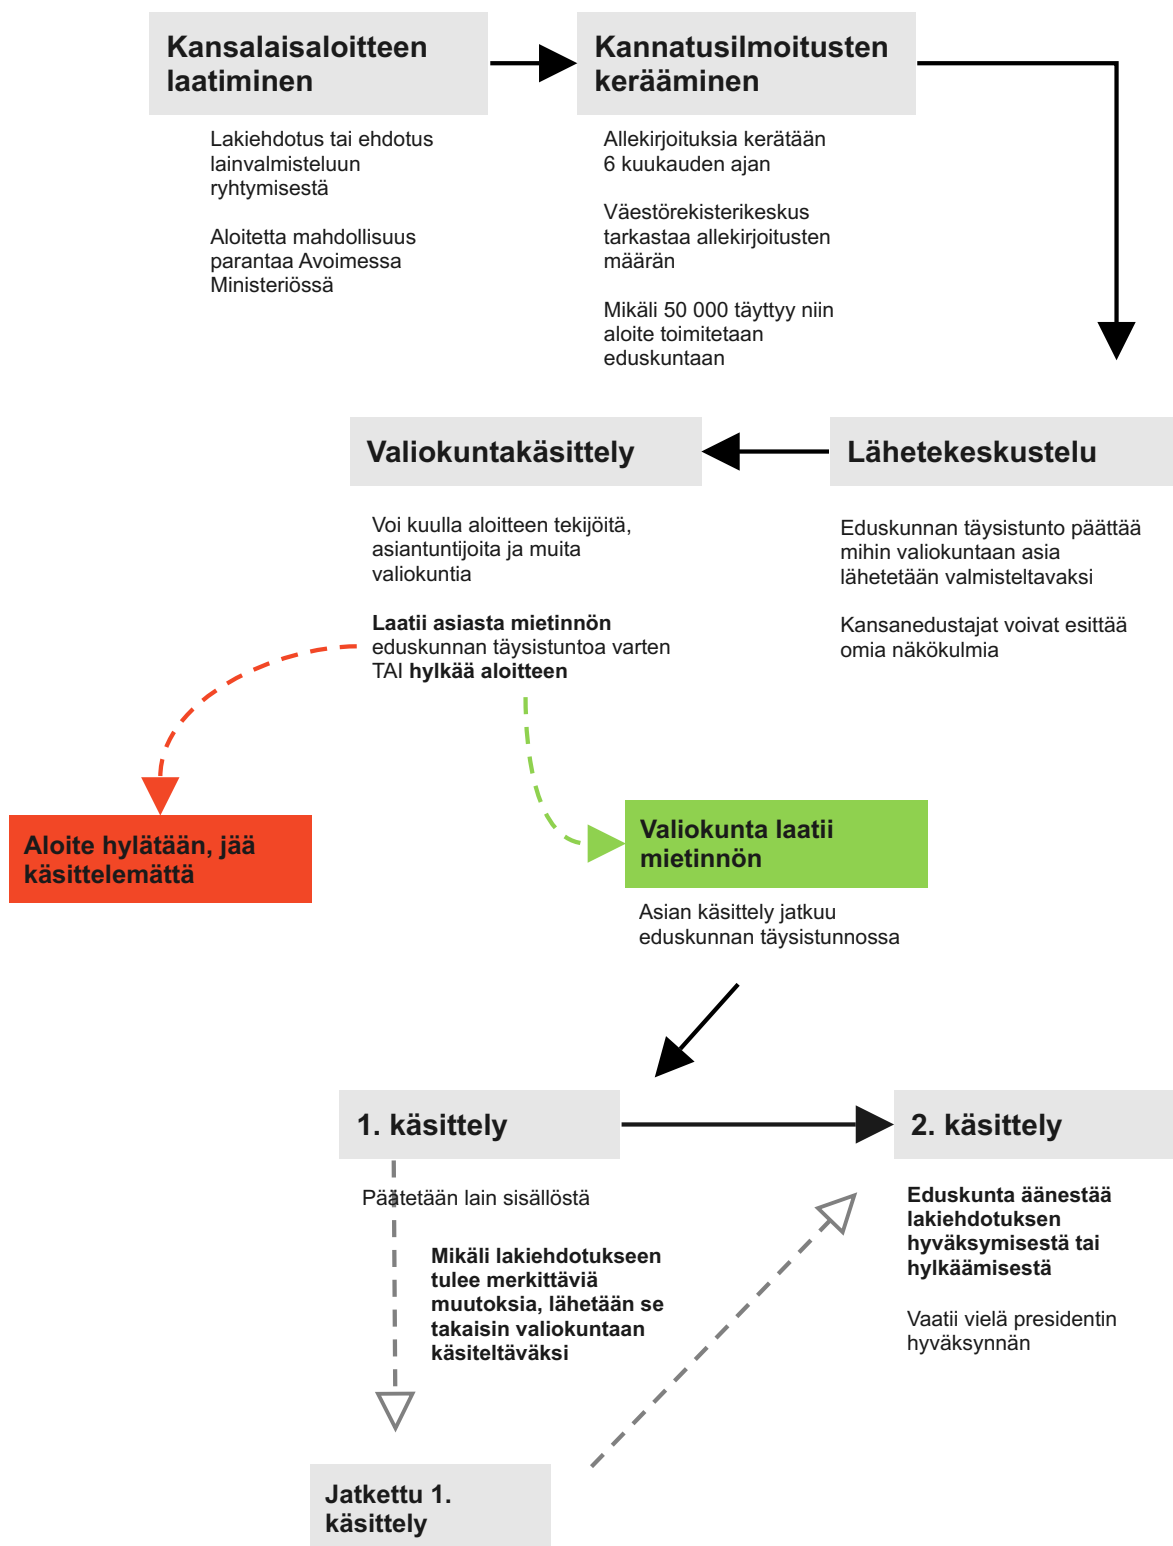 Kansalaisaloitteen
laatiminen
Lakiehdotus tai ehdotus
lainvalmisteluun
ryhtymisestä
Aloitetta mahdollisuus
parantaa Avoimessa
Ministeriössä
Kannatusilmoitusten
kerääminen
Allekirjoituksia kerätään
6 kuukauden ajan
Väestörekisterikeskus
tarkastaa allekirjoitusten
määrän
Mikäli 50 000 täyttyy niin
aloite toimitetaan
eduskuntaan
Lähetekeskustelu
Eduskunnan täysistunto päättää
mihin valiokuntaan asia
lähetetään valmisteltavaksi
Kansanedustajat voivat esittää
omia näkökulmia
Valiokuntakäsittely
Voi kuulla aloitteen tekijöitä,
asiantuntijoita ja muita
valiokuntia
Laatii asiasta mietinnön
eduskunnan täysistuntoa varten
TAI hylkää aloitteen
Aloite hylätään, jää
käsittelemättä
Valiokunta laatii
mietinnön
Asian käsittely jatkuu
eduskunnan täysistunnossa
1. käsittely
Päätetään lain sisällöstä
Mikäli lakiehdotukseen
tulee merkittäviä
muutoksia, lähetään se
takaisin valiokuntaan
käsiteltäväksi
Jatkettu 1.
käsittely
2. käsittely
Eduskunta äänestää
lakiehdotuksen
hyväksymisestä tai
hylkäämisestä
Vaatii vielä presidentin
hyväksynnän